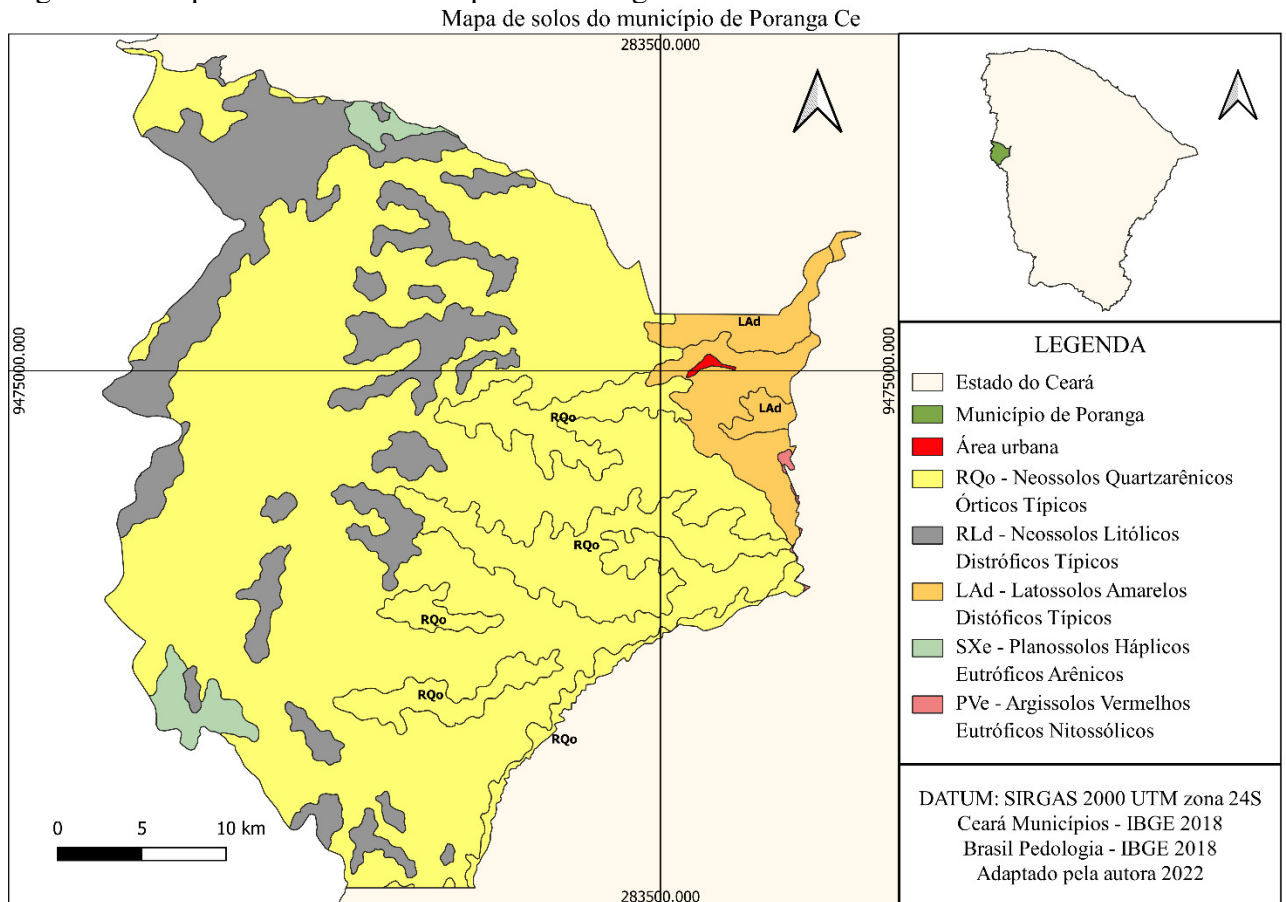 Mapa de solos do município de Poranga Ce
283500.000
9475000.000
9475000.000
LAd
LAd
RQo
RQo
RQo
RQo
RQo
0 5 10 km
283500.000
LEGENDA
Estado do Ceará
Município de Poranga
Área urbana
RQo - Neossolos Quartzarênicos
Órticos Típicos
RLd - Neossolos Litólicos
Distróficos Típicos
LAd - Latossolos Amarelos
Distóficos Típicos
SXe - Planossolos Háplicos
Eutróficos Arênicos
PVe - Argissolos Vermelhos
Eutróficos Nitossólicos
DATUM: SIRGAS 2000 UTM zona 24S
Ceará Municípios - IBGE 2018
Brasil Pedologia - IBGE 2018
Adaptado pela autora 2022